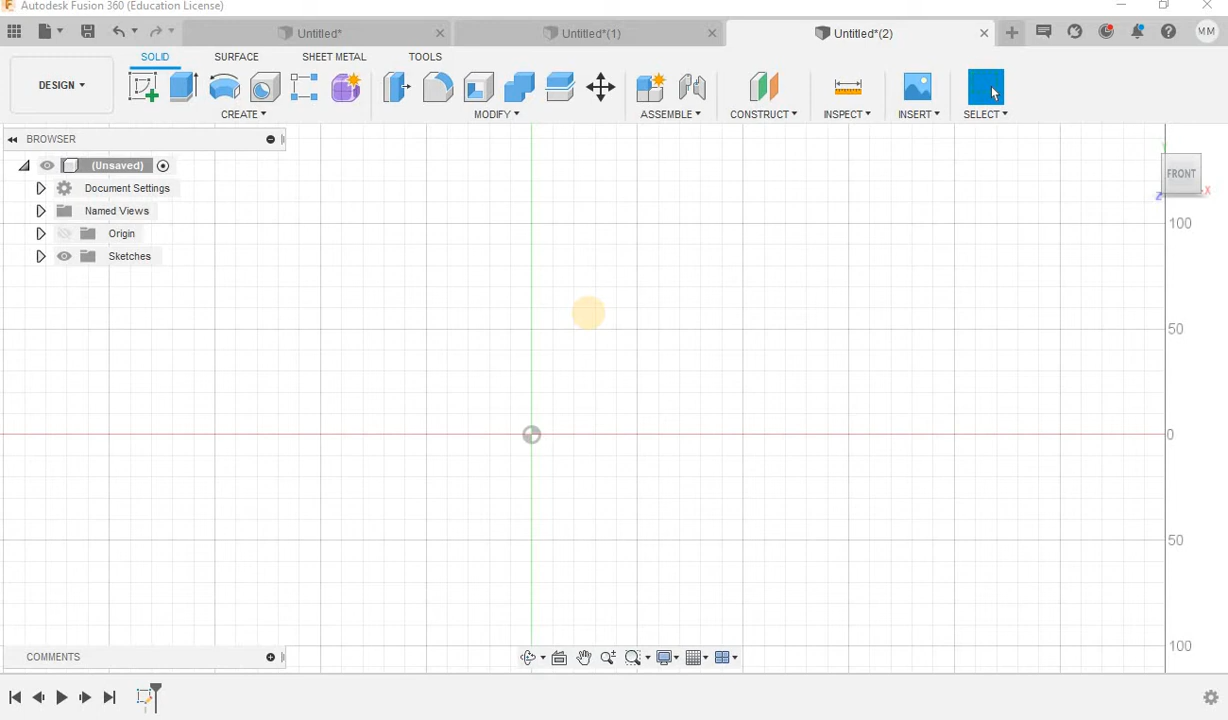 Autodesk Fusion 360 (Education License)
Untitled*
Untitled*(1)
Untitled*(2)
MM
SOLID
SURFACE
SHEET METAL
TOOLS
DESIGN
CREATE
MODIFY
ASSEMBLE
CONSTRUCT
INSPECT
INSERT
SELECT
BROWSER
(Unsaved)
Document Settings
Named Views
Origin
Sketches
Y
FRONT
Z
X
100
50
0
50
100
COMMENTS